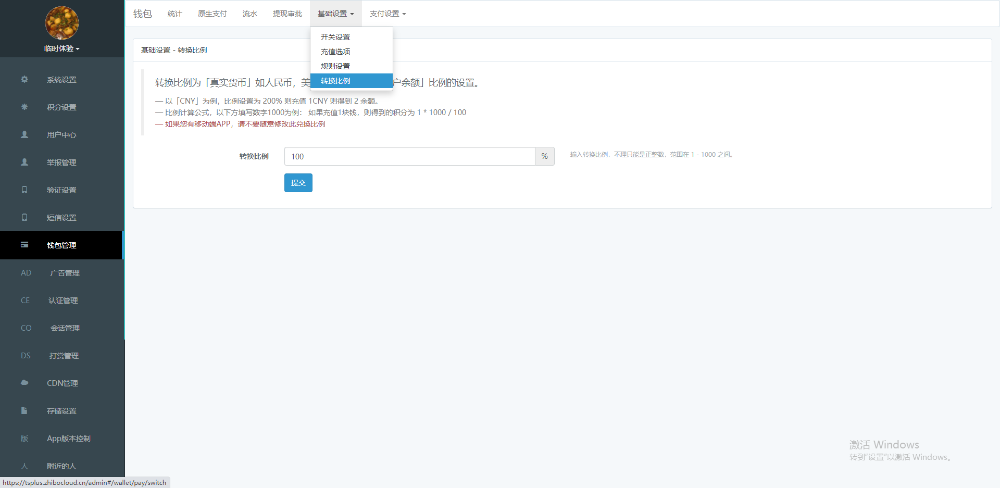 临时体验
系统设置
积分设置
用户中心
举报管理
验证设置
短信设置
钱包管理
AD 广告管理
CE 认证管理
CO 会话管理
DS 打赏管理
CDN管理
存储设置
版 App版本控制
人 附近的人
钱包 统计 原生支付 流水 提现审批 基础设置 支付设置
开关设置
充值选项
规则设置
转换比例
基础设置 - 转换比例
转换比例为「真实货币」如人民币，美 户余额」比例的设置。
— 以「CNY」为例，比例设置为 200% 则充值 1CNY 则得到 2 余额。
— 比例计算公式，以下方填写数字1000为例： 如果充值1块钱，则得到的积分为 1 * 1000 / 100
— 如果您有移动端APP，请不要随意修改此兑换比例
转换比例 100 % 输入转换比例，不理只能是正整数，范围在 1 - 1000 之间。
提交
激活 Windows
转到“设置”以激活 Windows。
https://tsplus.zhibocloud.cn/admin#/wallet/pay/switch